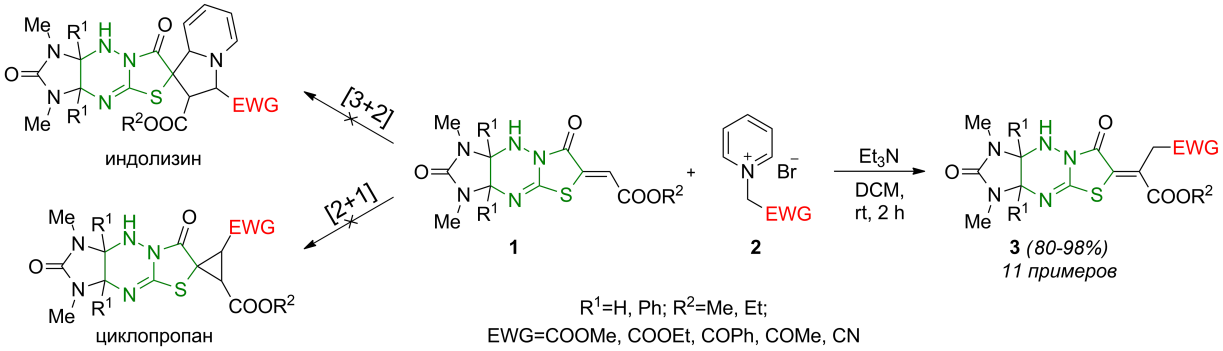 Me
R¹
H
N
N
N
O
O
N
N
N
S
Me
R¹
R²OOC
EWG
индолизин
[3+2]
[2+1]
Me
R¹
H
N
N
N
O
O
EWG
N
N
S
Me
R¹
COOR²
циклопропан
Me
R¹
H
N
N
N
O
O
N
N
S
Me
R¹
COOR²
1
+
N
+
Br
−
EWG
2
Et₃N
DCM,
rt, 2 h
Me
R¹
H
N
N
N
O
EWG
O
N
N
S
Me
R¹
COOR²
3 (80-98%)
11 примеров
R¹=H, Ph; R²=Me, Et;
EWG=COOMe, COOEt, COPh, COMe, CN